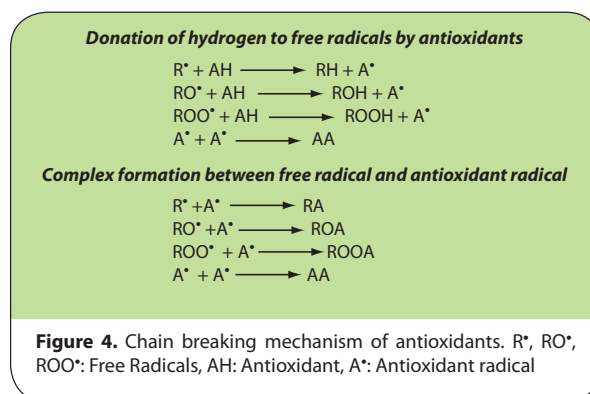 Donation of hydrogen to free radicals by antioxidants
R• + AH ⟶ RH + A•
RO• + AH ⟶ ROH + A•
ROO• + AH ⟶ ROOH + A•
A• + A• ⟶ AA
Complex formation between free radical and antioxidant radical
R• +A• ⟶ RA
RO• +A• ⟶ ROA
ROO• + A• ⟶ ROOA
A• + A• ⟶ AA
Figure 4. Chain breaking mechanism of antioxidants. R•, RO•,
ROO•: Free Radicals, AH: Antioxidant, A•: Antioxidant radical